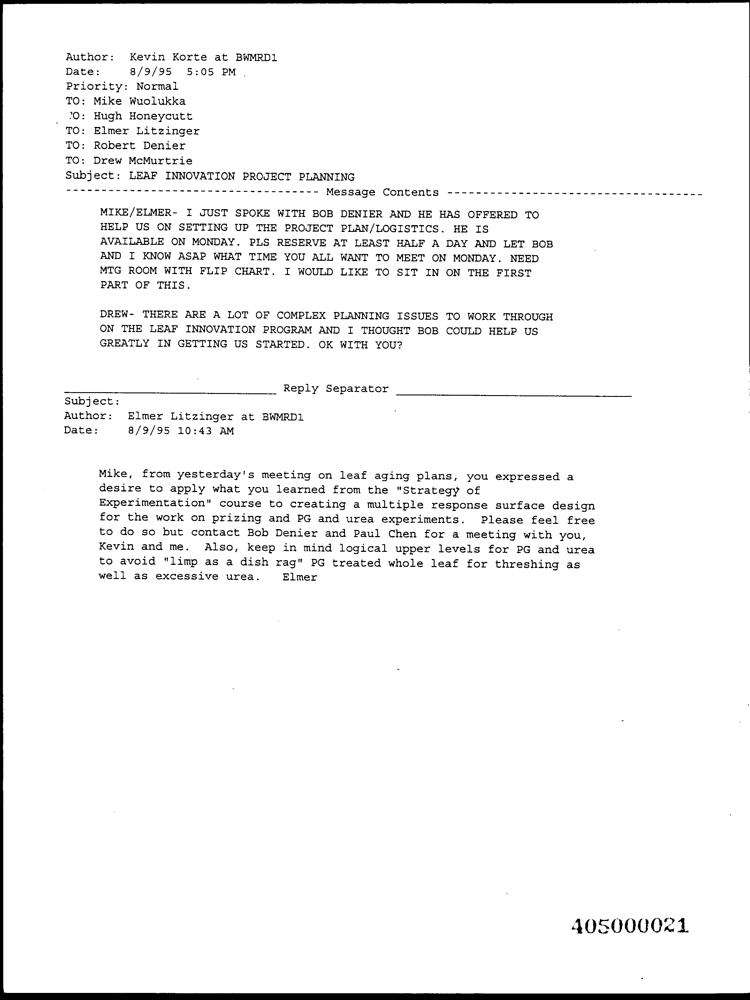 Author: Kevin Korte at BWMRD1
Date: 8/9/95 5:05 PM
Priority: Normal
TO: Mike Wuolukka
TO: Hugh Honeycutt
TO: Elmer Litzinger
TO: Robert Denier
TO: Drew McMurtrie
Subject: LEAF INNOVATION PROJECT PLANNING
------------------------------------ Message Contents ------------------------------------
MIKE/ELMER- I JUST SPOKE WITH BOB DENIER AND HE HAS OFFERED TO
HELP US ON SETTING UP THE PROJECT PLAN/LOGISTICS. HE IS
AVAILABLE ON MONDAY. PLS RESERVE AT LEAST HALF A DAY AND LET BOB
AND I KNOW ASAP WHAT TIME YOU ALL WANT TO MEET ON MONDAY. NEED
MTG ROOM WITH FLIP CHART. I WOULD LIKE TO SIT IN ON THE FIRST
PART OF THIS.
DREW- THERE ARE A LOT OF COMPLEX PLANNING ISSUES TO WORK THROUGH
ON THE LEAF INNOVATION PROGRAM AND I THOUGHT BOB COULD HELP US
GREATLY IN GETTING US STARTED. OK WITH YOU?
Reply Separator
Subject:
Author: Elmer Litzinger at BWMRD1
Date: 8/9/95 10:43 AM
Mike, from yesterday's meeting on leaf aging plans, you expressed a
desire to apply what you learned from the "Strategy of
Experimentation" course to creating a multiple response surface design
for the work on prizing and PG and urea experiments. Please feel free
to do so but contact Bob Denier and Paul Chen for a meeting with you,
Kevin and me. Also, keep in mind logical upper levels for PG and urea
to avoid "limp as a dish rag" PG treated whole leaf for threshing as
well as excessive urea. Elmer
405000021